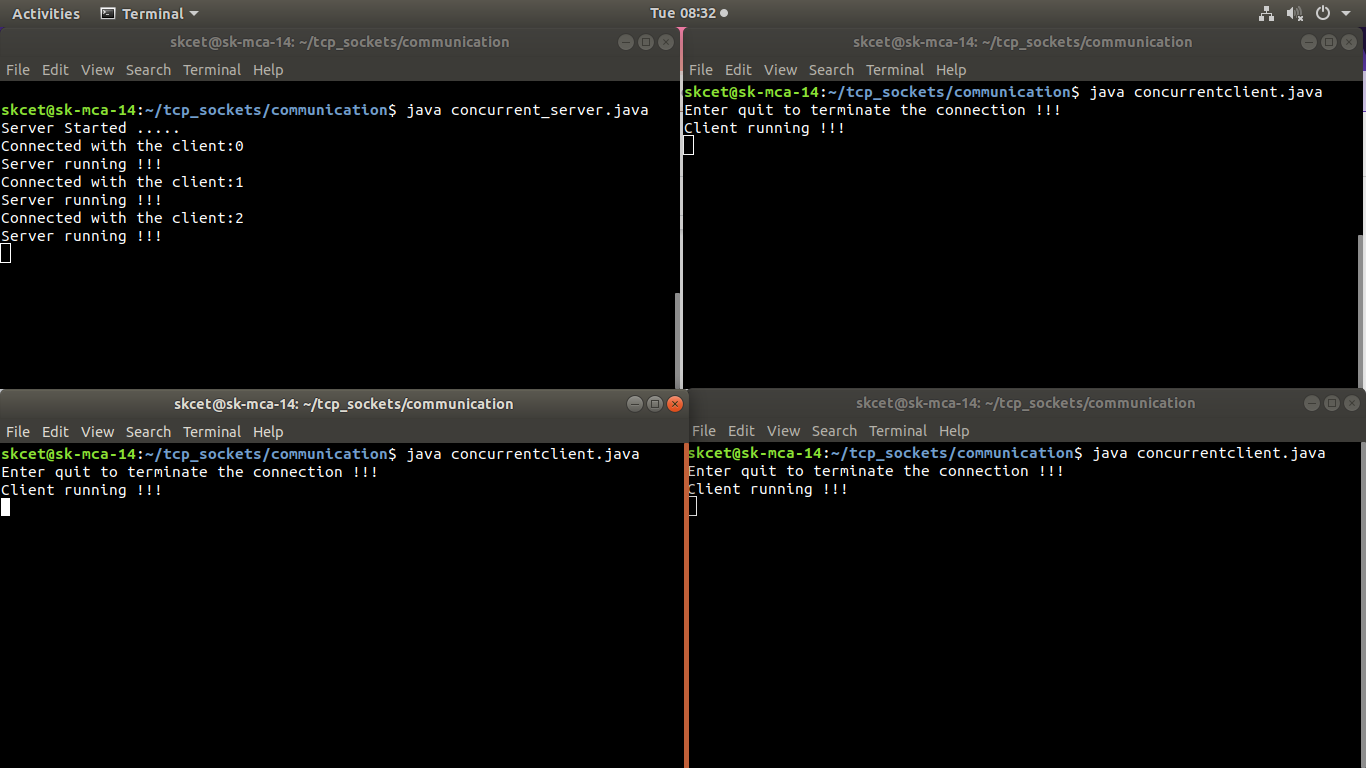 Activities Terminal Tue 08:32
skcet@sk-mca-14: ~/tcp_sockets/communication
File Edit View Search Terminal Help
skcet@sk-mca-14:~/tcp_sockets/communication$ java concurrent_server.java
Server Started .....
Connected with the client:0
Server running !!!
Connected with the client:1
Server running !!!
Connected with the client:2
Server running !!!
skcet@sk-mca-14: ~/tcp_sockets/communication
File Edit View Search Terminal Help
skcet@sk-mca-14:~/tcp_sockets/communication$ java concurrentclient.java
Enter quit to terminate the connection !!!
Client running !!!
skcet@sk-mca-14: ~/tcp_sockets/communication
File Edit View Search Terminal Help
skcet@sk-mca-14:~/tcp_sockets/communication$ java concurrentclient.java
Enter quit to terminate the connection !!!
Client running !!!
skcet@sk-mca-14: ~/tcp_sockets/communication
File Edit View Search Terminal Help
skcet@sk-mca-14:~/tcp_sockets/communication$ java concurrentclient.java
Enter quit to terminate the connection !!!
Client running !!!